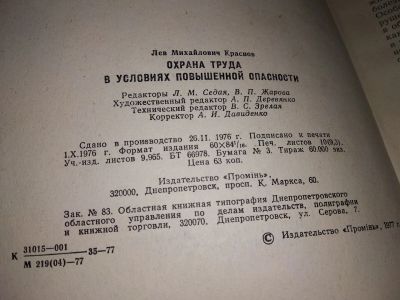 Лев Михайлович Краснов
ОХРАНА ТРУДА
В УСЛОВИЯХ ПОВЫШЕННОЙ ОПАСНОСТИ
Редакторы Л. М. Седая, В. П. Жарова
Художественный редактор А. П. Деревянко
Технический редактор В. С. Зрелая
Корректор А. И. Давиденко
Сдано в производство 26.11. 1976 г. Подписано к печати
1.X.1976 г. Формат издания 60×84¹/₁₆. Печ. листов 10(9,3).
Уч.-изд. листов 9,965. БТ 66978. Бумага № 3. Тираж 60.000 экз.
Цена 63 коп.
Издательство «Промінь»,
320000, Днепропетровск, просп. К. Маркса, 60.
Зак. № 83. Областная книжная типография Днепропетровского
областного управления по делам издательств, полиграфии
и книжной торговли, 320070, Днепропетровск, ул. Серова, 7.
К 31015—001
М 219(04)—77 35—77
© Издательство «Промінь», 1977 г.